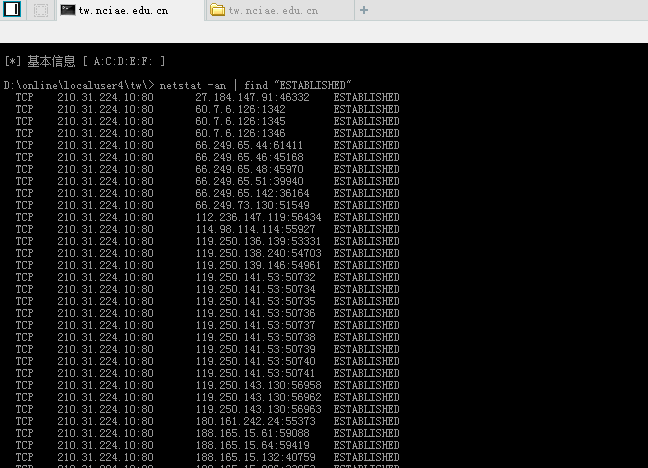 tw.nciae.edu.cn
tw.nciae.edu.cn
[*] 基本信息 [ A:C:D:E:F: ]
D:\online\localuser4\tw\> netstat -an | find "ESTABLISHED"
TCP 210.31.224.10:80 27.184.147.91:46332 ESTABLISHED
TCP 210.31.224.10:80 60.7.6.126:1342 ESTABLISHED
TCP 210.31.224.10:80 60.7.6.126:1345 ESTABLISHED
TCP 210.31.224.10:80 60.7.6.126:1346 ESTABLISHED
TCP 210.31.224.10:80 66.249.65.44:61411 ESTABLISHED
TCP 210.31.224.10:80 66.249.65.46:45168 ESTABLISHED
TCP 210.31.224.10:80 66.249.65.48:45970 ESTABLISHED
TCP 210.31.224.10:80 66.249.65.51:39940 ESTABLISHED
TCP 210.31.224.10:80 66.249.65.142:36164 ESTABLISHED
TCP 210.31.224.10:80 66.249.73.130:51549 ESTABLISHED
TCP 210.31.224.10:80 112.236.147.119:56434 ESTABLISHED
TCP 210.31.224.10:80 114.98.114.114:55927 ESTABLISHED
TCP 210.31.224.10:80 119.250.136.139:53331 ESTABLISHED
TCP 210.31.224.10:80 119.250.138.240:54703 ESTABLISHED
TCP 210.31.224.10:80 119.250.139.146:54961 ESTABLISHED
TCP 210.31.224.10:80 119.250.141.53:50732 ESTABLISHED
TCP 210.31.224.10:80 119.250.141.53:50734 ESTABLISHED
TCP 210.31.224.10:80 119.250.141.53:50735 ESTABLISHED
TCP 210.31.224.10:80 119.250.141.53:50736 ESTABLISHED
TCP 210.31.224.10:80 119.250.141.53:50737 ESTABLISHED
TCP 210.31.224.10:80 119.250.141.53:50738 ESTABLISHED
TCP 210.31.224.10:80 119.250.141.53:50739 ESTABLISHED
TCP 210.31.224.10:80 119.250.141.53:50740 ESTABLISHED
TCP 210.31.224.10:80 119.250.141.53:50741 ESTABLISHED
TCP 210.31.224.10:80 119.250.143.130:56958 ESTABLISHED
TCP 210.31.224.10:80 119.250.143.130:56962 ESTABLISHED
TCP 210.31.224.10:80 119.250.143.130:56963 ESTABLISHED
TCP 210.31.224.10:80 180.161.242.24:55373 ESTABLISHED
TCP 210.31.224.10:80 188.165.15.61:59088 ESTABLISHED
TCP 210.31.224.10:80 188.165.15.64:59419 ESTABLISHED
TCP 210.31.224.10:80 188.165.15.132:40759 ESTABLISHED
TCP 210.31.224.10:80 ESTABLISHED